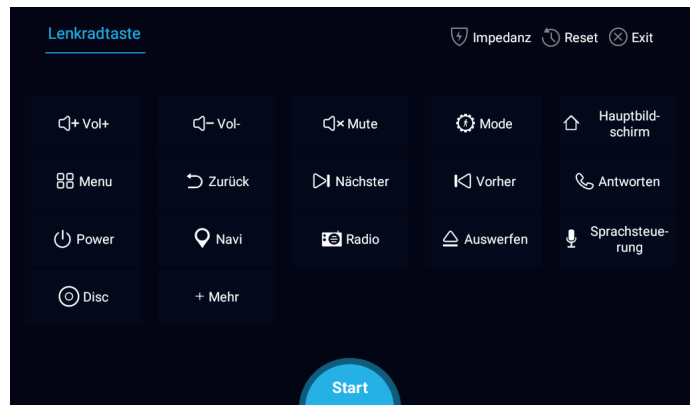 Lenkradtaste
Impedanz Reset Exit
Vol+ Vol- Mute Mode Hauptbild-
schirm
Menu Zurück Nächster Vorher Antworten
Power Navi Radio Auswerfen Sprachsteue-
rung
Disc + Mehr
Start